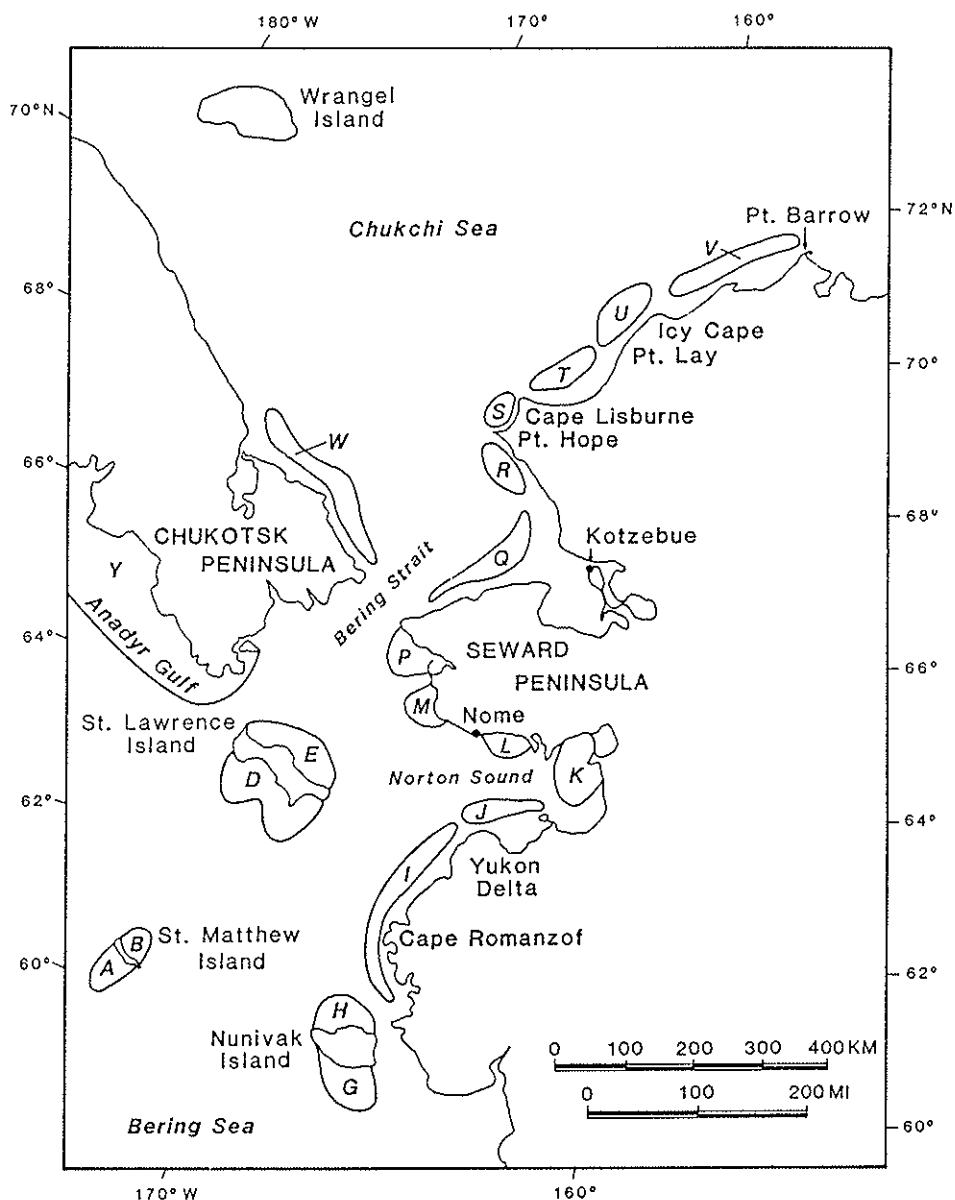 180° W
170°
160°
70° N
Wrangel
Island
72° N
Pt. Barrow
Chukchi Sea
V
68°
U
Icy Cape
Pt. Lay
70°
T
S
Cape Lisburne
Pt. Hope
W
66°
R
68°
CHUKOTSK
PENINSULA
Kotzebue
Q
Y
Bering Strait
Anadyr Gulf
64°
P
SEWARD
PENINSULA
66°
M
Nome
St. Lawrence
Island
L
E
D
K
Norton Sound
62°
J
64°
I
Yukon
Delta
St. Matthew
Island
B
A
Cape Romanzof
60°
62°
H
Nunivak
Island
G
0 100 200 300 400 KM
0 100 200 MI
Bering Sea
60°
170° W
160°